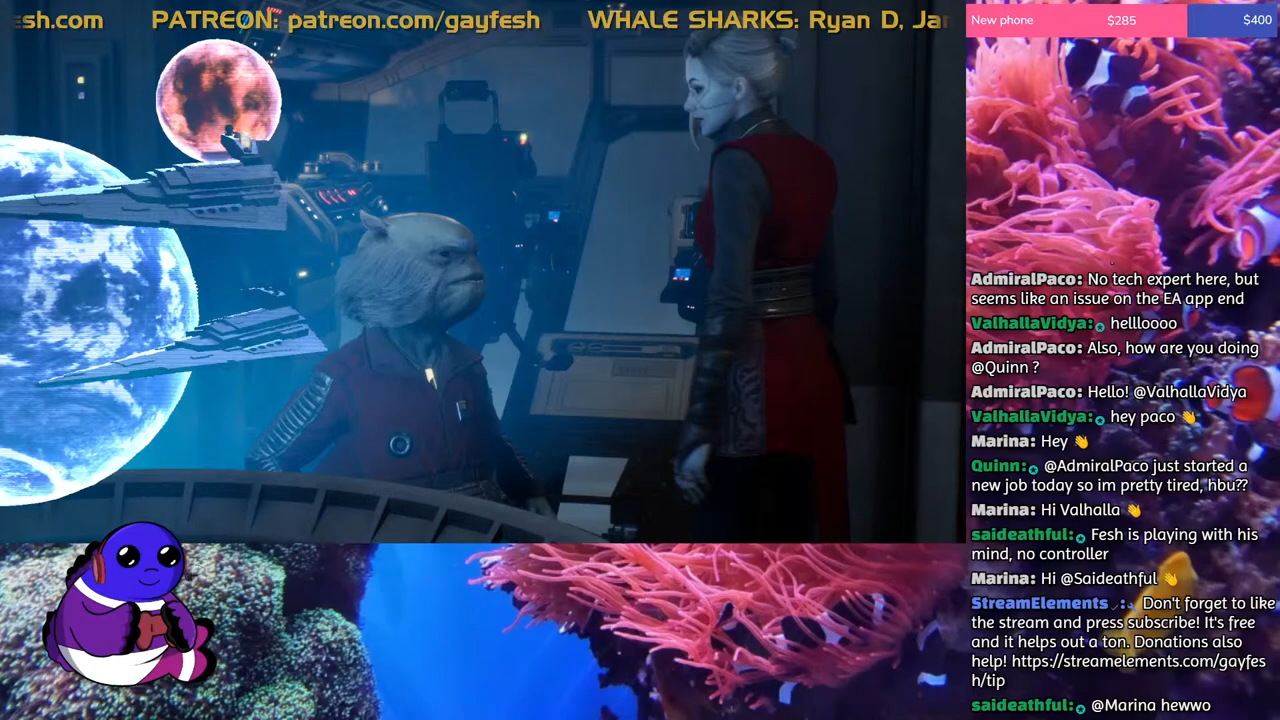 sh.com PATREON: patreon.com/gayfesh WHALE SHARKS: Ryan D, Jar
New phone $285 $400
AdmiralPaco: No tech expert here, but
seems like an issue on the EA app end
ValhallaVidya: hellloooo
AdmiralPaco: Also, how are you doing
@Quinn ?
AdmiralPaco: Hello! @ValhallaVidya
ValhallaVidya: hey paco 👋
Marina: Hey 👋
Quinn: @AdmiralPaco just started a
new job today so im pretty tired, hbu??
Marina: Hi Valhalla 👋
saideathful: Fesh is playing with his
mind, no controller
Marina: Hi @Saideathful 👋
StreamElements: Don't forget to like
the stream and press subscribe! It's free
and it helps out a ton. Donations also
help! https://streamelements.com/gayfes
h/tip
saideathful: @Marina hewwo